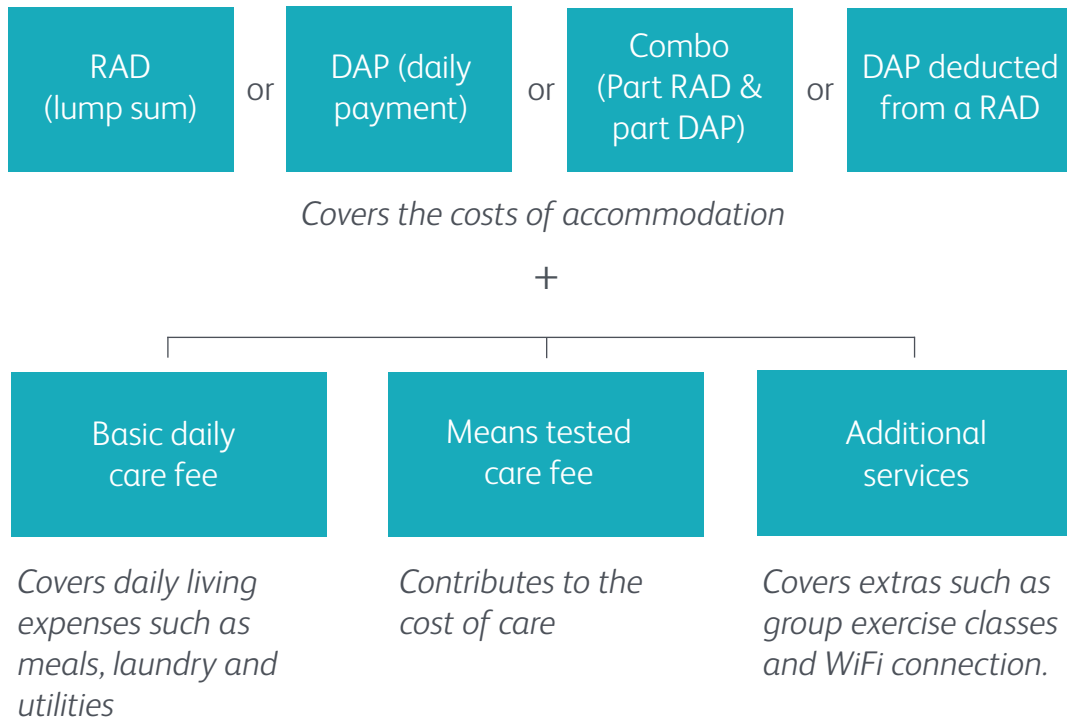 RAD
(lump sum)
or
DAP (daily
payment)
or
Combo
(Part RAD &
part DAP)
or
DAP deducted
from a RAD
Covers the costs of accommodation
+
Basic daily
care fee
Means tested
care fee
Additional
services
Covers daily living
expenses such as
meals, laundry and
utilities
Contributes to the
cost of care
Covers extras such as
group exercise classes
and WiFi connection.